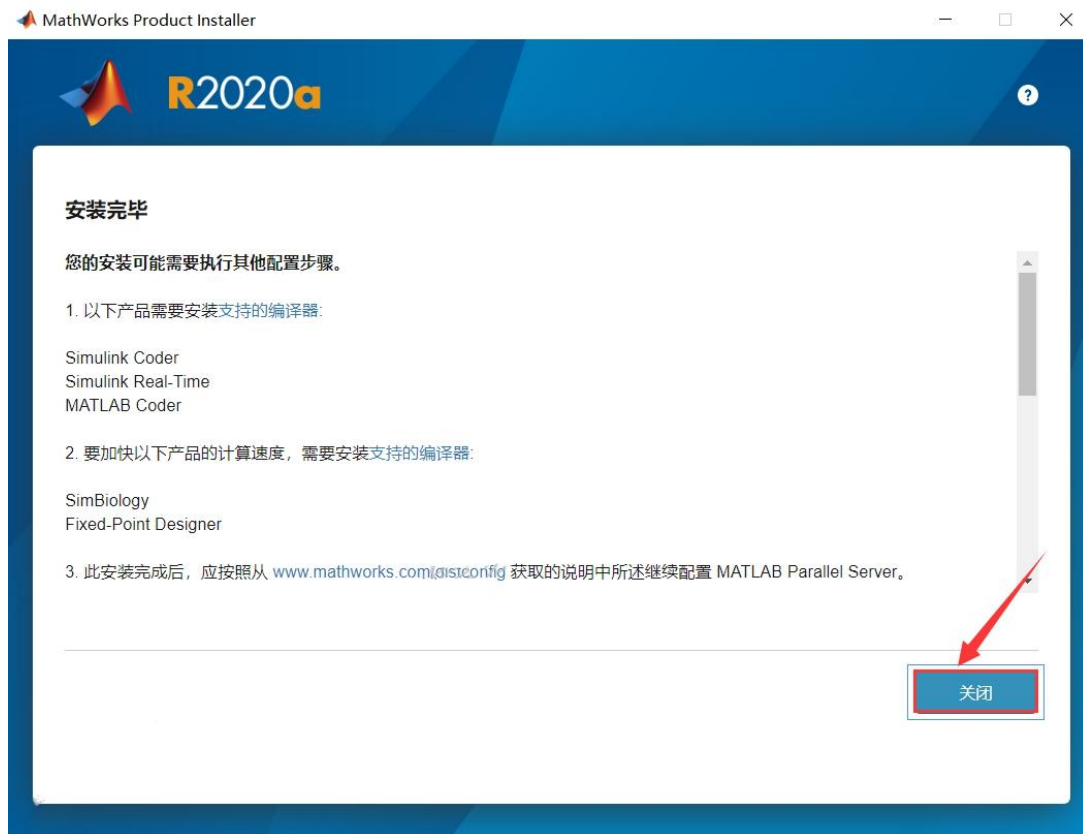 MathWorks Product Installer
R2020a
?
安装完毕
您的安装可能需要执行其他配置步骤。
1. 以下产品需要安装支持的编译器:
Simulink Coder
Simulink Real-Time
MATLAB Coder
2. 要加快以下产品的计算速度，需要安装支持的编译器:
SimBiology
Fixed-Point Designer
3. 此安装完成后，应按照从 www.mathworks.com/ 获取的说明中所述继续配置 MATLAB Parallel Server。
关闭